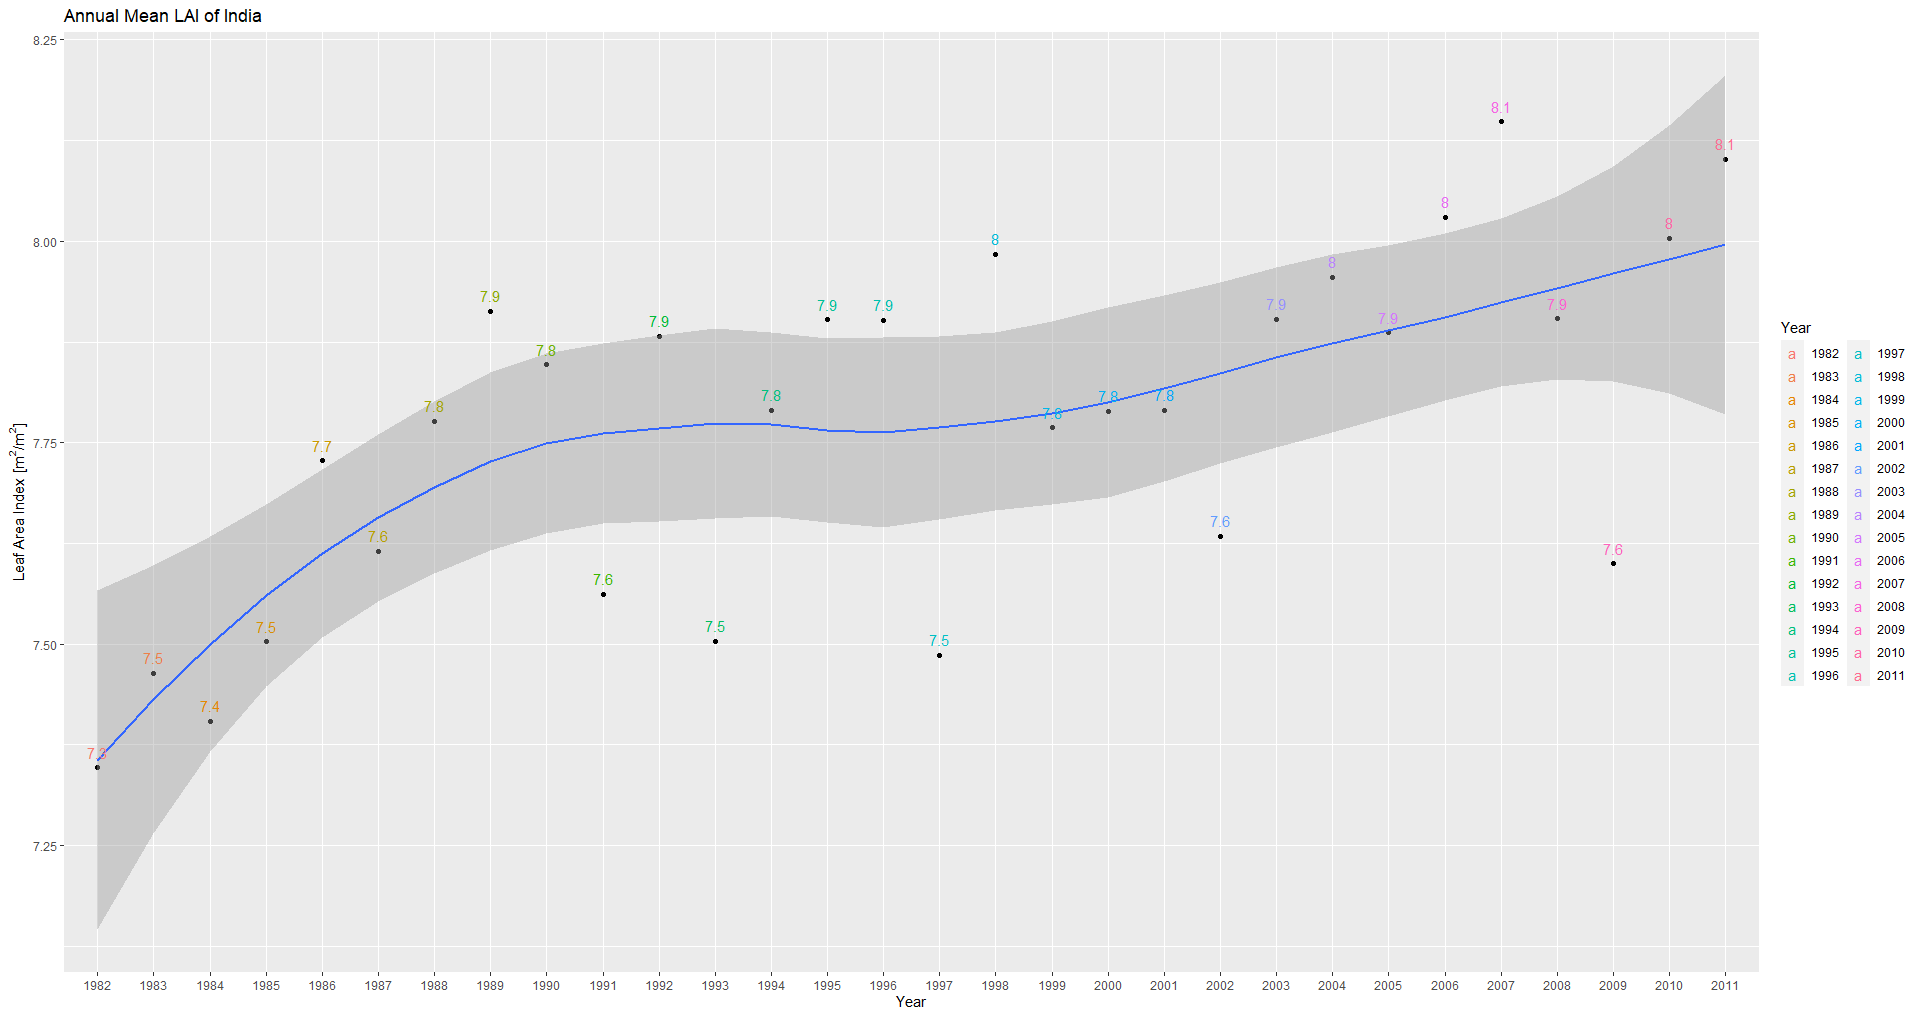 Annual Mean LAI of India
Leaf Area Index [m²/m²]
8.25
8.00
7.75
7.50
7.25
7.3
7.5
7.4
7.5
7.7
7.6
7.8
7.9
7.8
7.6
7.9
7.5
7.8
7.9
7.9
7.5
8
7.8
7.8
7.8
7.6
7.9
8
7.9
8
8.1
7.9
7.6
8
8.1
1982 1983 1984 1985 1986 1987 1988 1989 1990 1991 1992 1993 1994 1995 1996 1997 1998 1999 2000 2001 2002 2003 2004 2005 2006 2007 2008 2009 2010 2011
Year
Year
a 1982 a 1997
a 1983 a 1998
a 1984 a 1999
a 1985 a 2000
a 1986 a 2001
a 1987 a 2002
a 1988 a 2003
a 1989 a 2004
a 1990 a 2005
a 1991 a 2006
a 1992 a 2007
a 1993 a 2008
a 1994 a 2009
a 1995 a 2010
a 1996 a 2011